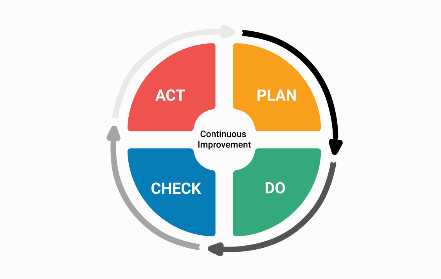 ACT
PLAN
Continuous
Improvement
CHECK
DO